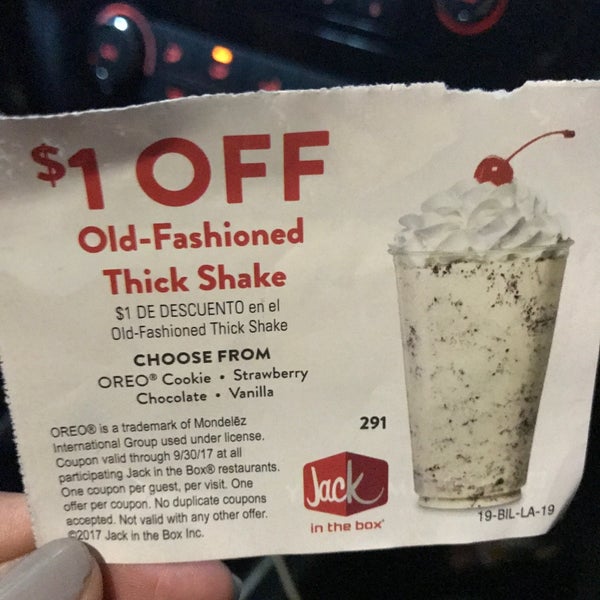 $1 OFF
Old-Fashioned
Thick Shake
$1 DE DESCUENTO en el
Old-Fashioned Thick Shake
CHOOSE FROM
OREO® Cookie • Strawberry
Chocolate • Vanilla
OREO® is a trademark of Mondelēz
International Group used under license.
Coupon valid through 9/30/17 at all
participating Jack in the Box® restaurants.
One coupon per guest, per visit. One
offer per coupon. No duplicate coupons
accepted. Not valid with any other offer.
©2017 Jack in the Box Inc.
291
Jack
in the box®
19-BIL-LA-19